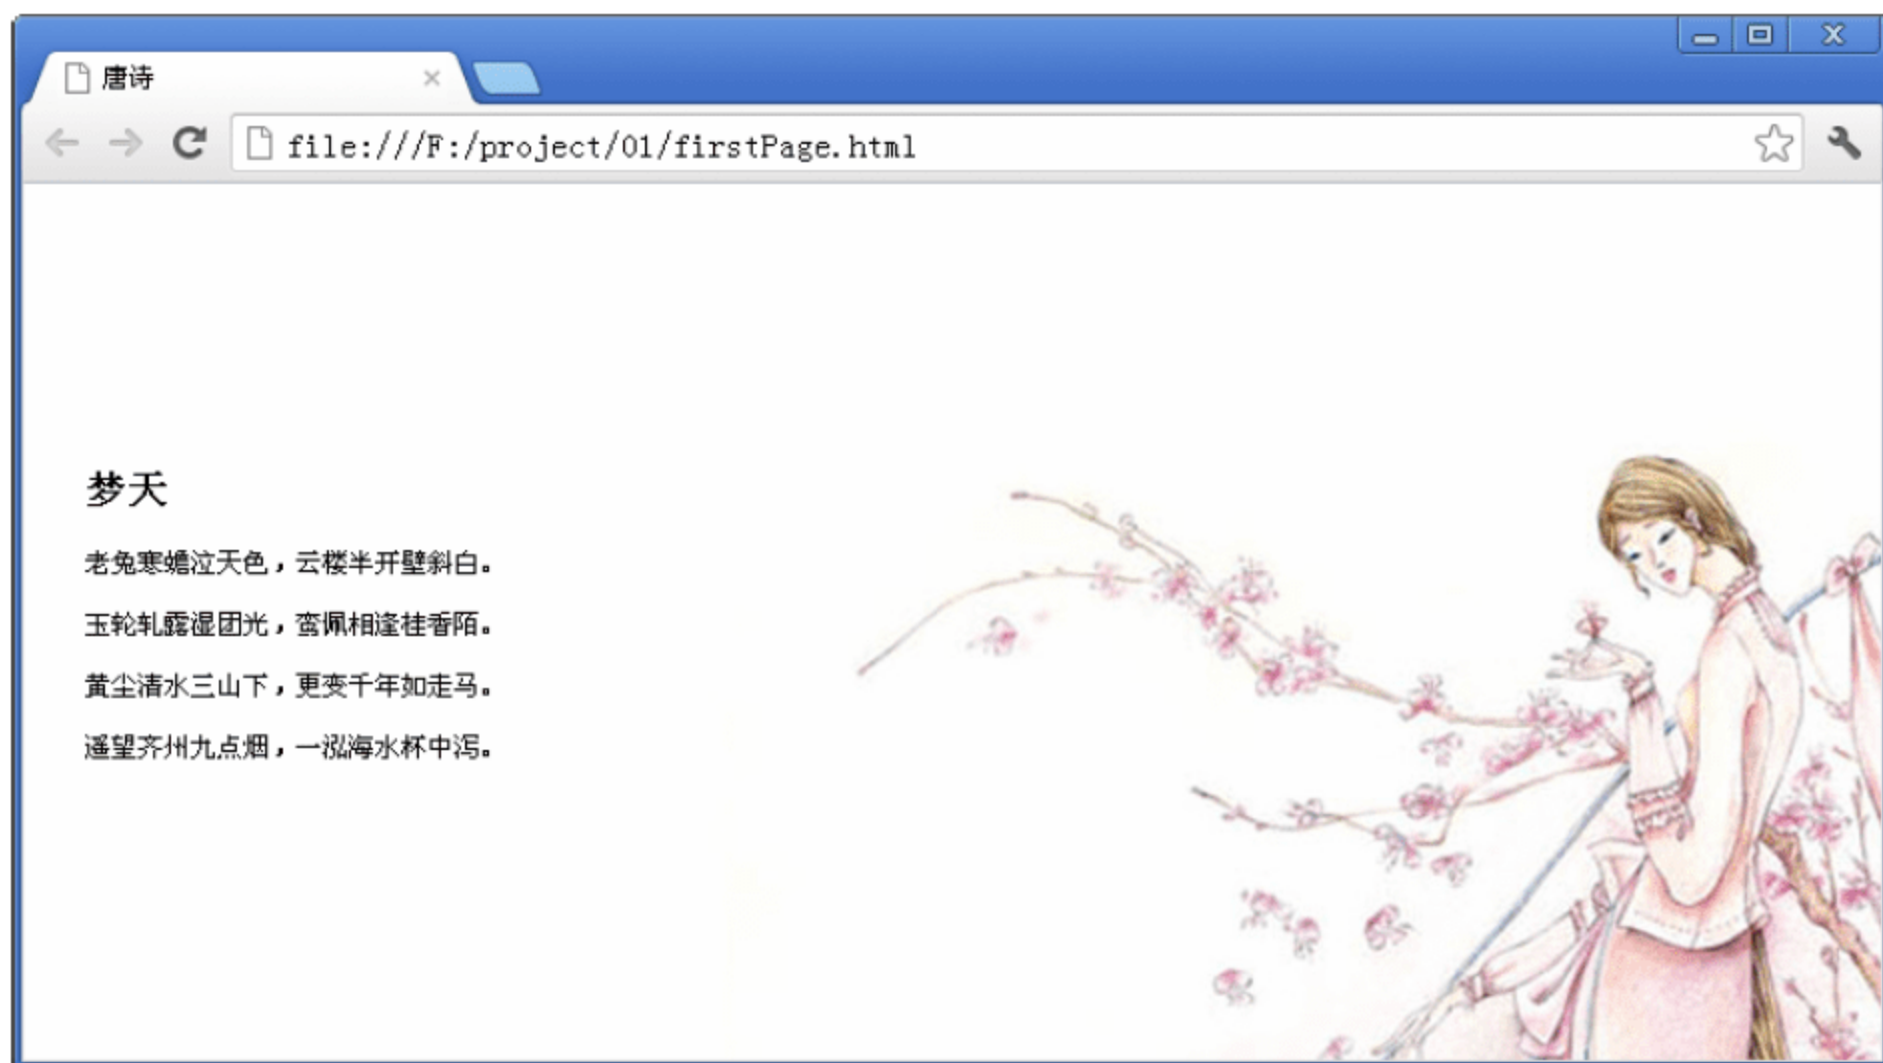 唐诗
file:///F:/project/01/firstPage.html
梦天
老兔寒蟾泣天色，云楼半开壁斜白。
玉轮轧露湿团光，鸾佩相逢桂香陌。
黄尘清水三山下，更变千年如走马。
遥望齐州九点烟，一泓海水杯中泻。